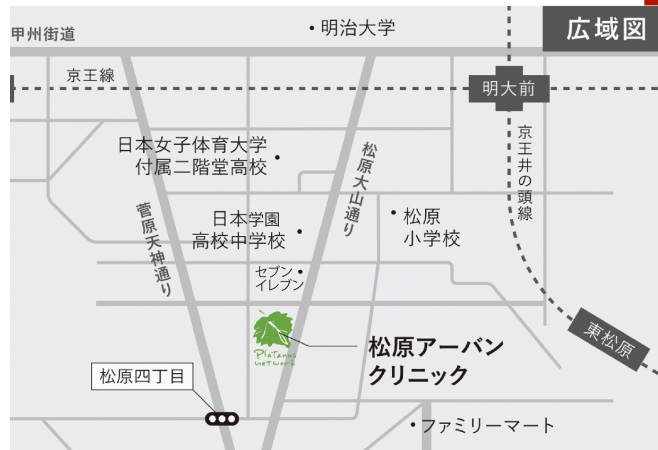 甲州街道
明治大学
広域図
京王線
明大前
日本女子体育大学
付属二階堂高校
松原大山通り
京王井の頭線
菅原天神通り
日本学園
高校中学校
松原
小学校
セブン
イレブン
Platanus
network
松原アーバン
クリニック
東松原
松原四丁目
ファミリーマート